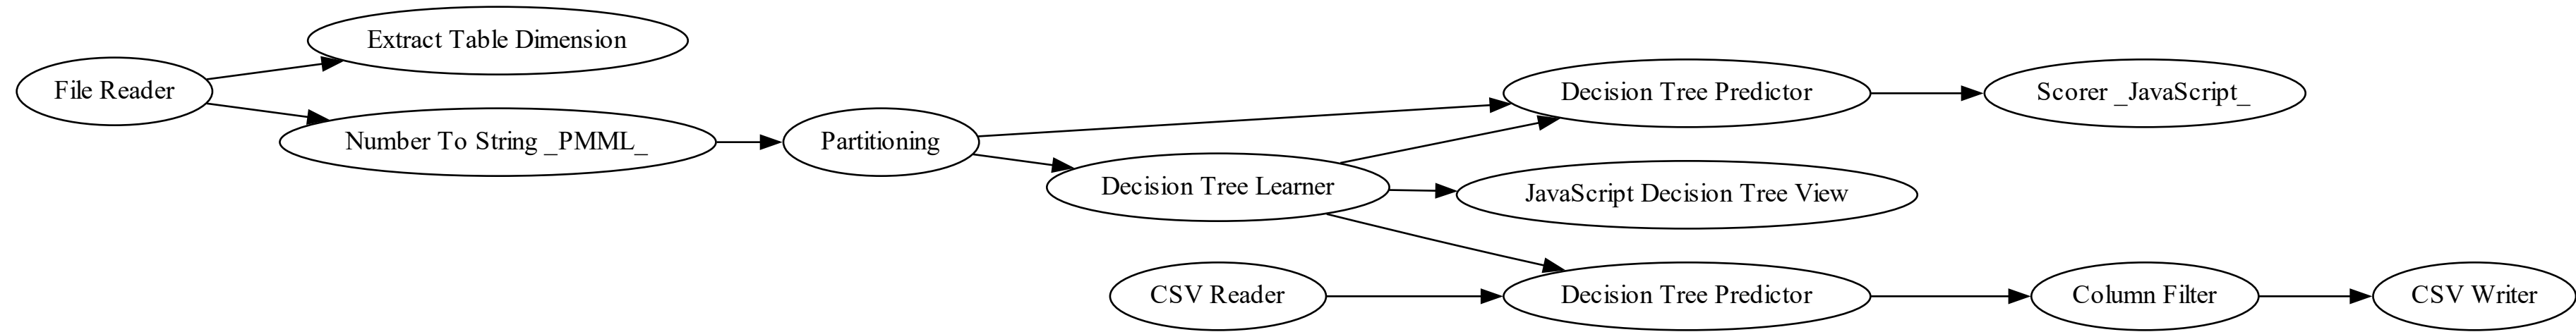 Extract Table Dimension
File Reader
Number To String _PMML_
Partitioning
Decision Tree Predictor
Scorer _JavaScript_
Decision Tree Learner
JavaScript Decision Tree View
CSV Reader
Decision Tree Predictor
Column Filter
CSV Writer